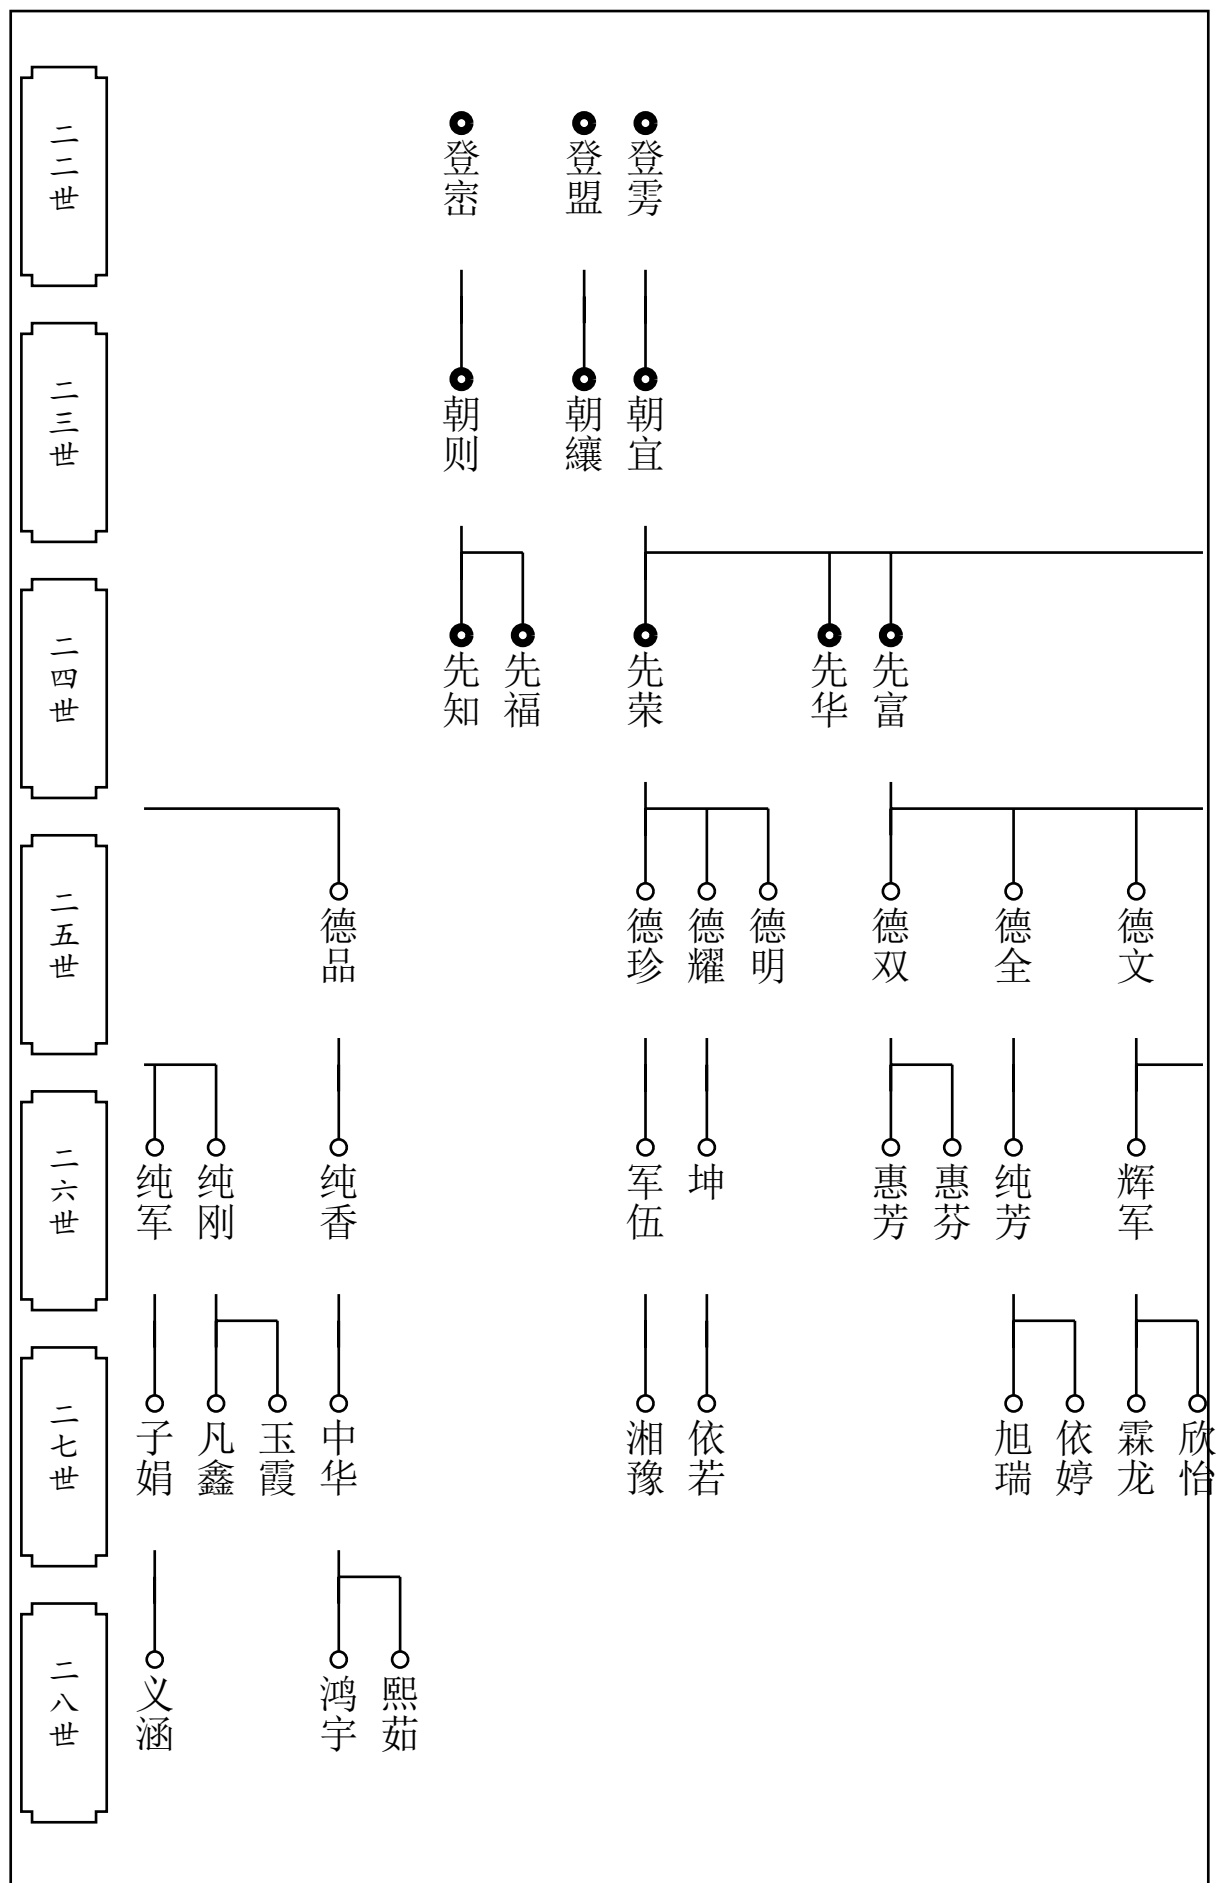 二二世
登盟
登雱
二三世
朝则
朝纕
朝宜
二四世
先知
先福
先荣
先华
先富
二五世
德品
德珍
德耀
德明
德双
德全
德文
二六世
纯军
纯刚
纯香
军伍
坤
惠芳
惠芬
纯芳
辉军
二七世
子娟
凡鑫
玉霞
中华
湘豫
依若
旭瑞
依婷
霖龙
欣怡
二八世
义涵
鸿宇
熙茹